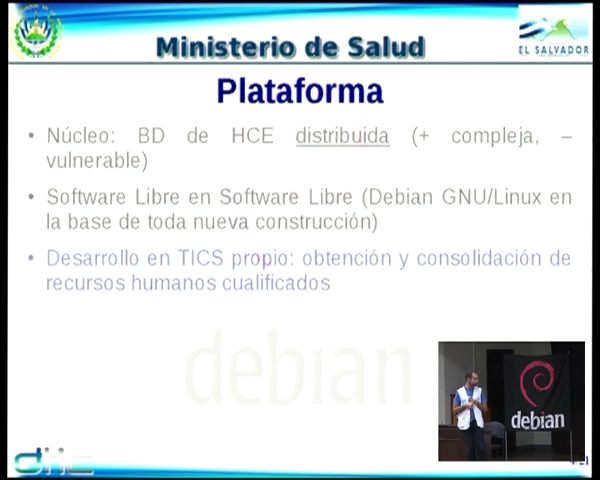 Ministerio de Salud
EL SALVADOR
Plataforma
• Núcleo: BD de HCE distribuida (+ compleja, –
vulnerable)
• Software Libre en Software Libre (Debian GNU/Linux en
la base de toda nueva construcción)
• Desarrollo en TICS propio: obtención y consolidación de
recursos humanos cualificados
debian
debian